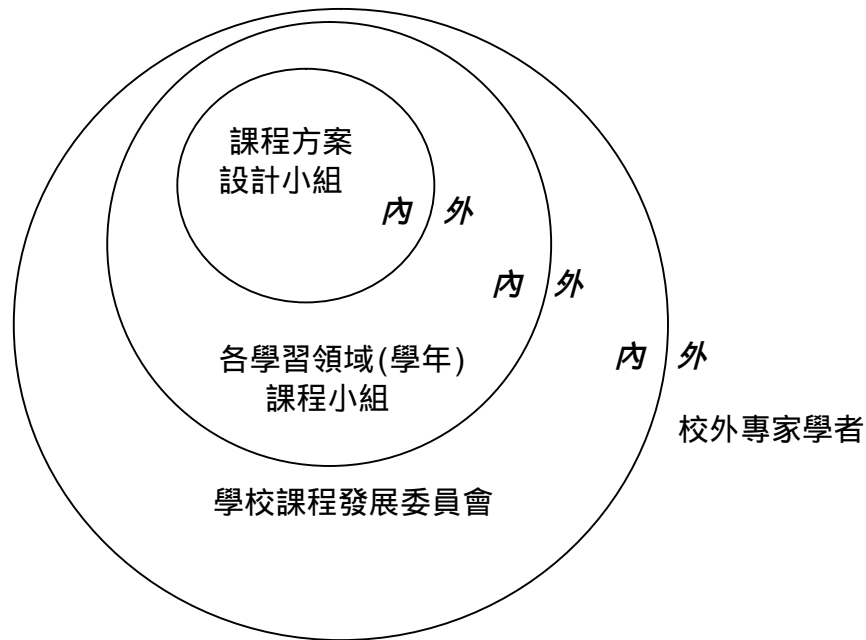 課程方案
設計小組
內 外
內 外
各學習領域(學年)
課程小組
內 外
校外專家學者
學校課程發展委員會